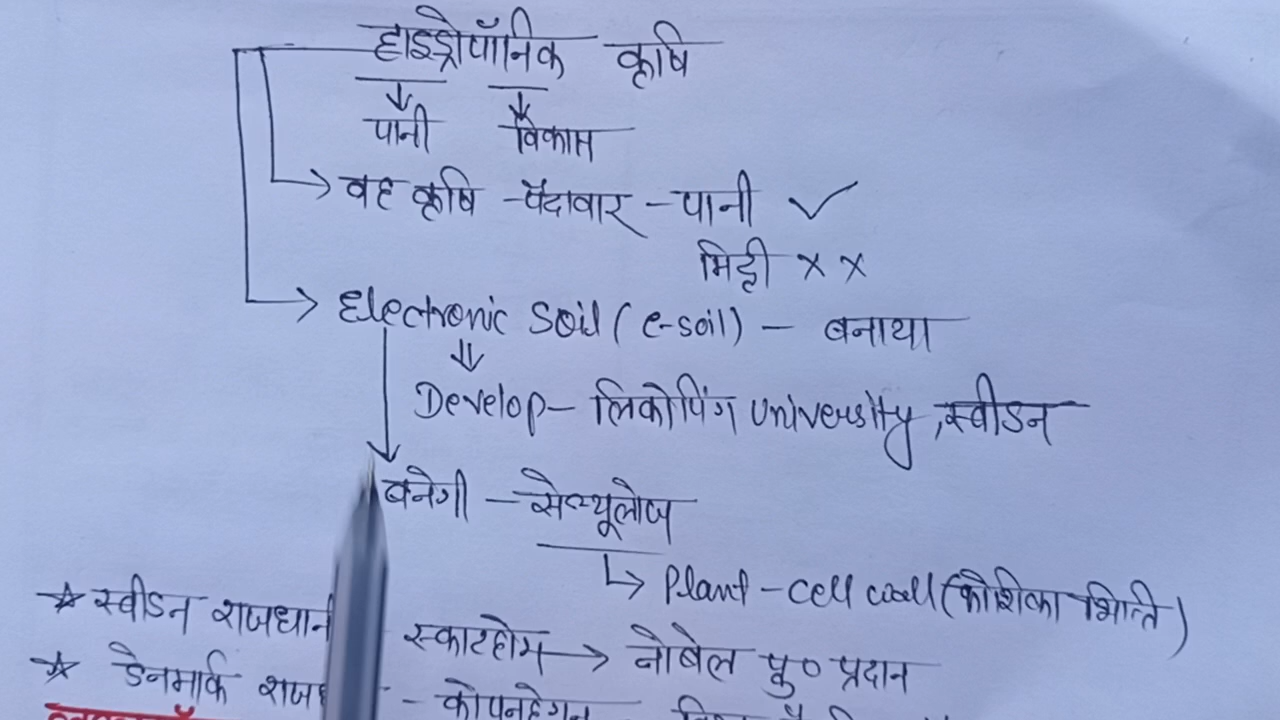 हाइड्रोपॉनिक कृषि
पानी विकास
वह कृषि - पैदावार - पानी ✓
मिट्टी × ×
Electronic Soil (e-soil) - बनाया
Develop - लिंकोपिंग University, स्वीडन
बनेगी - सेल्यूलोज
Plant - cell wall (कोशिका भित्ति)
☆ स्वीडन राजधानी स्काटहोम → नोबेल पु० प्रदान
☆ डेनमार्क - कोपनहेगन